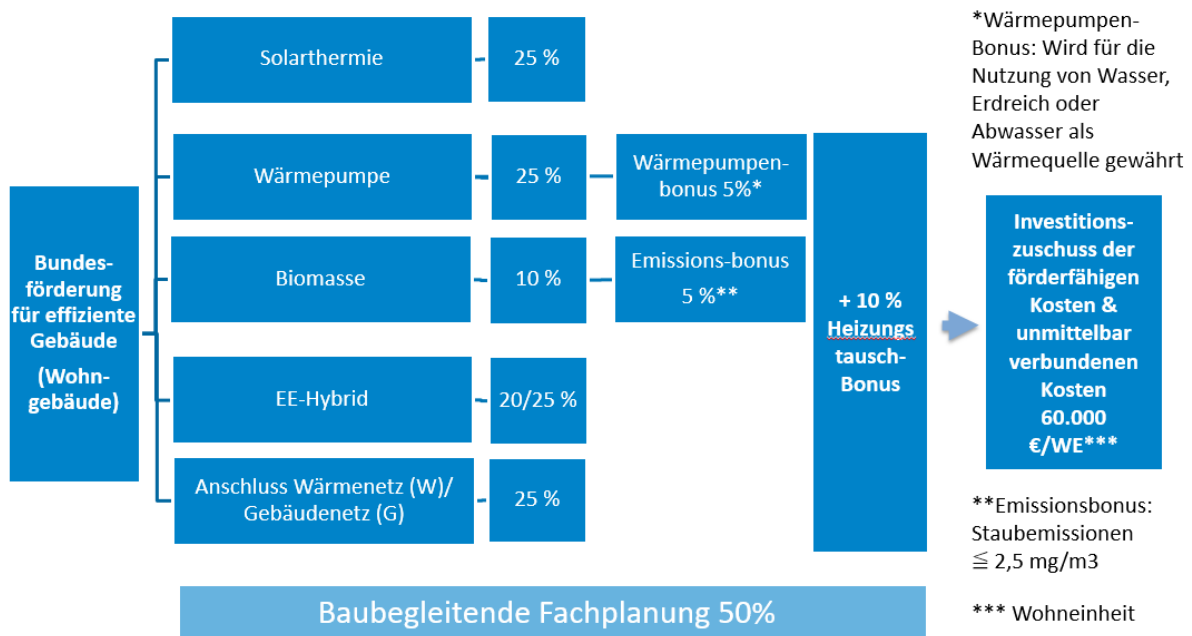 Bundes-
förderung
für effiziente
Gebäude
(Wohn-
gebäude)
Solarthermie
25 %
Wärmepumpe
25 %
Wärmepumpen-
bonus 5%*
Biomasse
10 %
Emissions-bonus
5 %**
EE-Hybrid
20/25 %
Anschluss Wärmenetz (W)/
Gebäudenetz (G)
25 %
+ 10 %
Heizungs
tausch-
Bonus
Baubegleitende Fachplanung 50%
*Wärmepumpen-
Bonus: Wird für die
Nutzung von Wasser,
Erdreich oder
Abwasser als
Wärmequelle gewährt
Investitions-
zuschuss der
förderfähigen
Kosten &
unmittelbar
verbundenen
Kosten
60.000
€/WE***
**Emissionsbonus:
Staubemissionen
≦ 2,5 mg/m3
*** Wohneinheit